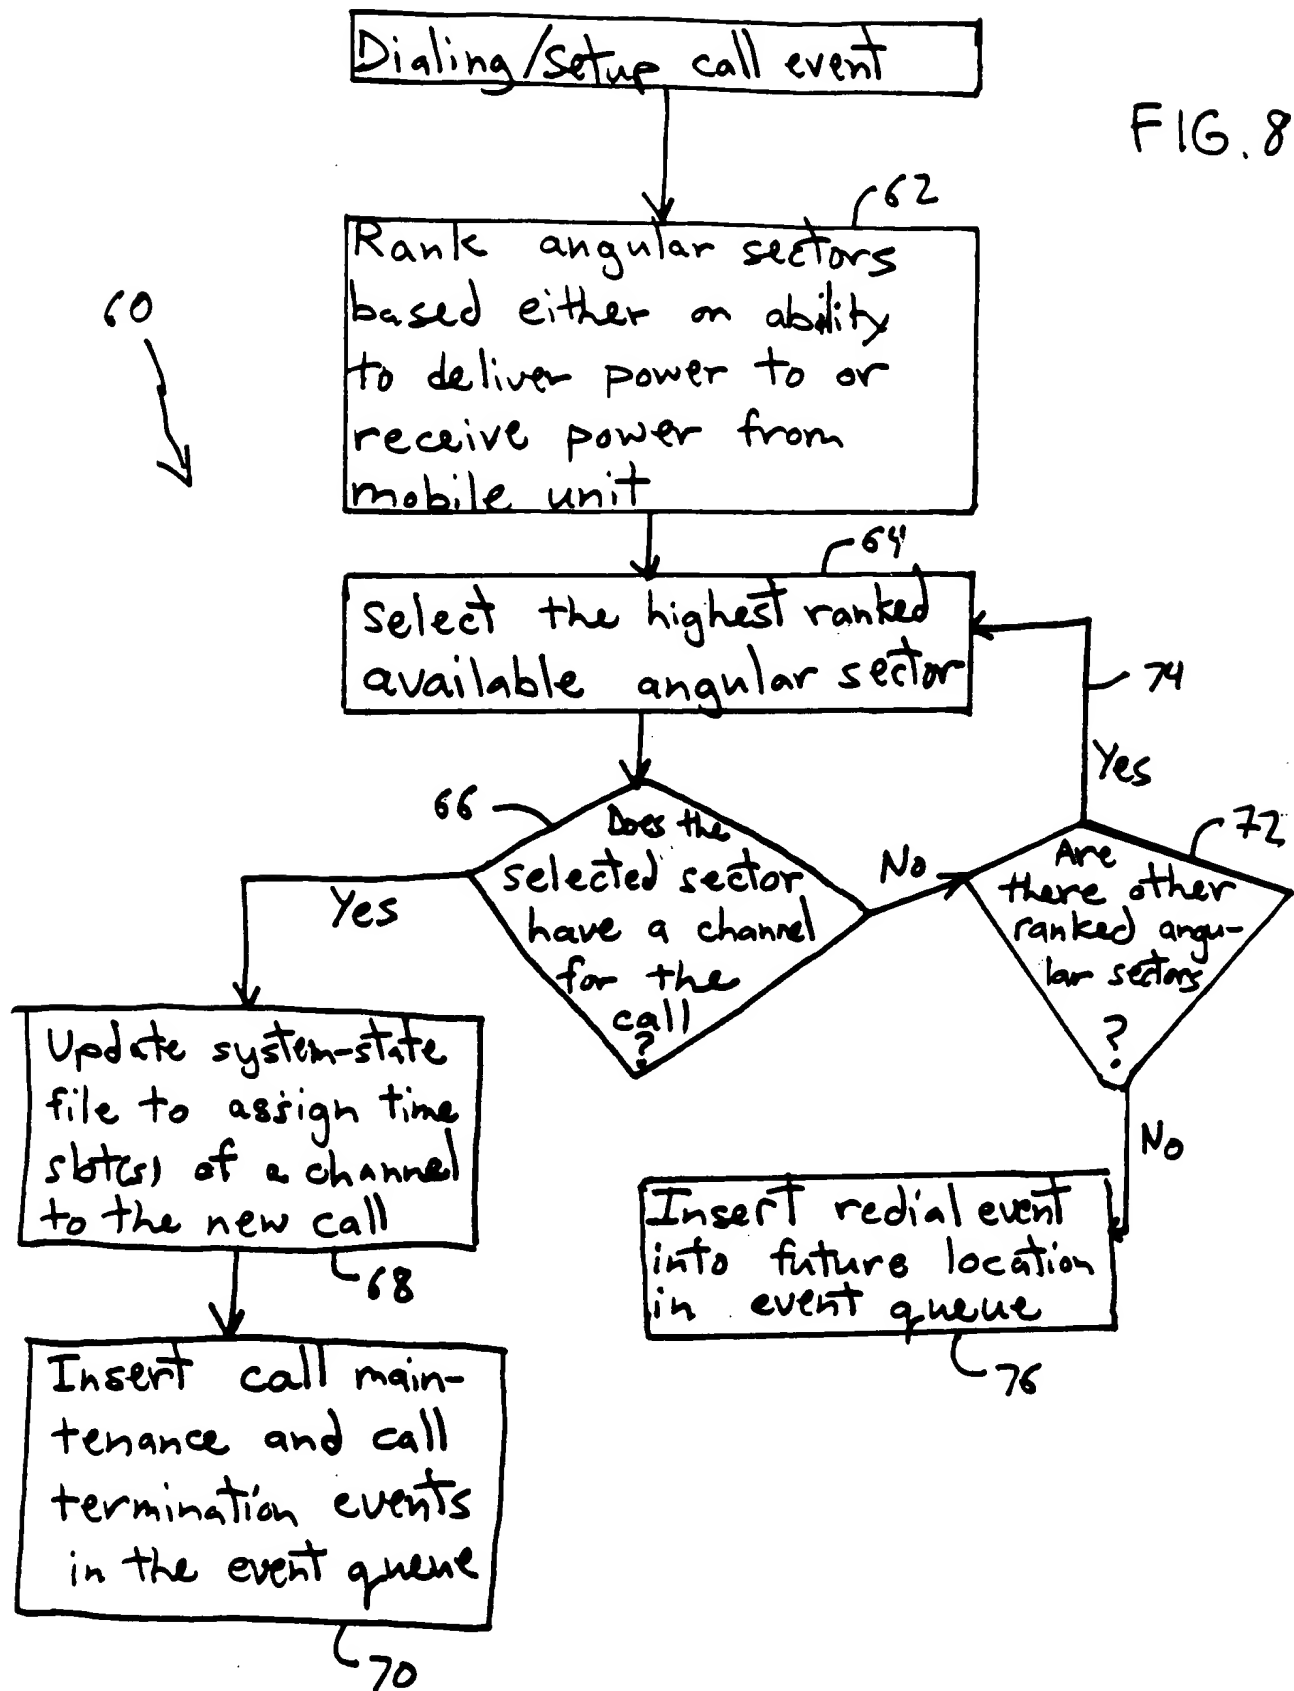 Dialing/setup call event
FIG. 8
62
Rank angular sectors
based either on ability
to deliver power to or
receive power from
mobile unit
60
64
select the highest ranked
available angular sector
74
Yes
66
Does the
selected sector
have a channel
for the
call
?
No
72
Are
there other
ranked angu-
lar sectors
?
Yes
No
Update system-state
file to assign time
slot(s) of a channel
to the new call
68
Insert redial event
into future location
in event queue
76
Insert call main-
tenance and call
termination events
in the event queue
70